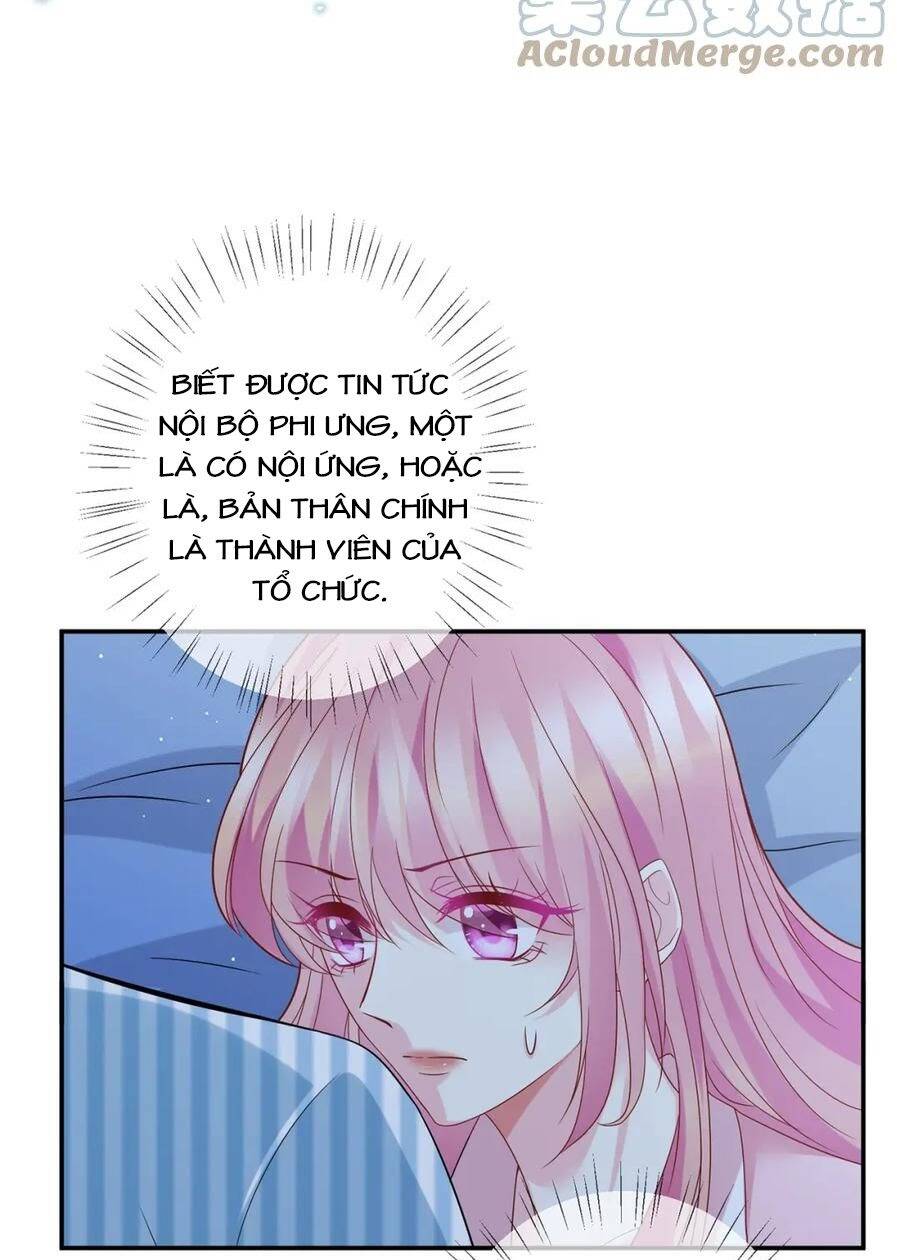 ACloudMerge.com
BIẾT ĐƯỢC TIN TỨC
NỘI BỘ PHI ƯNG, MỘT
LÀ CÓ NỘI ỨNG, HOẶC
LÀ, BẢN THÂN CHÍNH
LÀ THÀNH VIÊN CỦA
TỔ CHỨC.